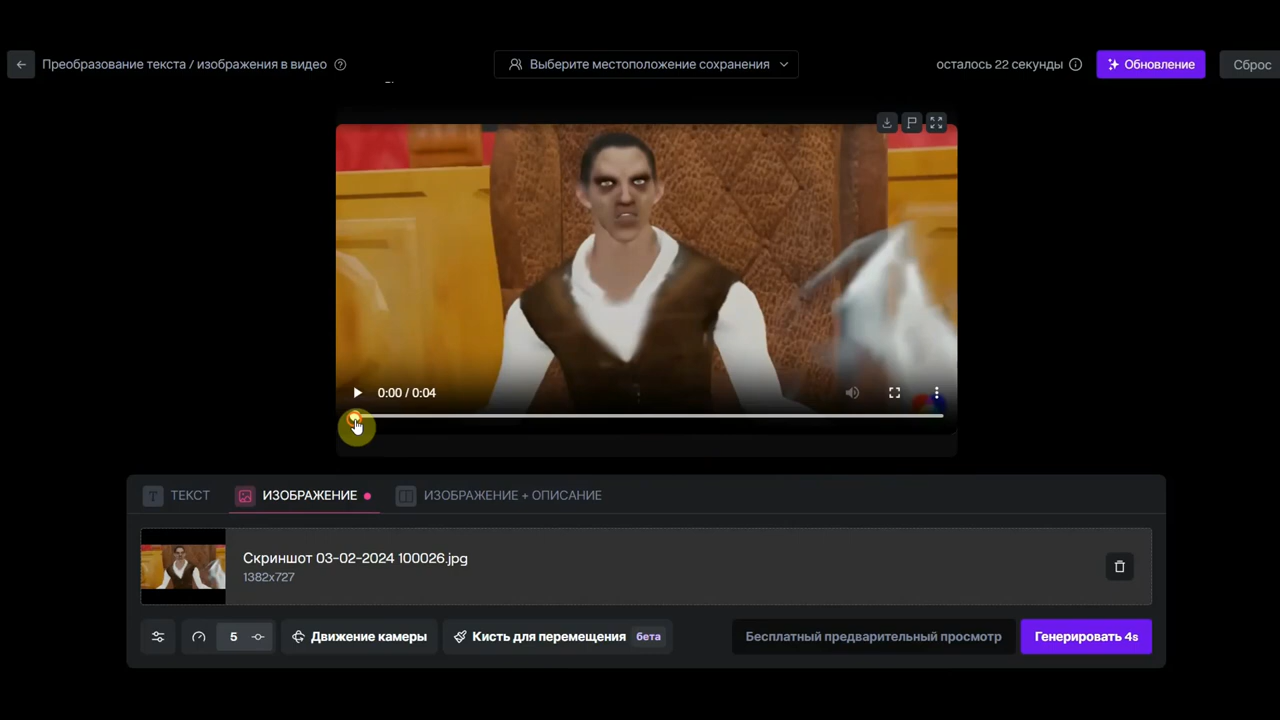 Преобразование текста / изображения в видео
Выберите местоположение сохранения
осталось 22 секунды
Обновление
Сброс
0:00 / 0:04
T ТЕКСТ
ИЗОБРАЖЕНИЕ
ИЗОБРАЖЕНИЕ + ОПИСАНИЕ
Скриншот 03-02-2024 100026.jpg
1382x727
5
Движение камеры
Кисть для перемещения бета
Бесплатный предварительный просмотр
Генерировать 4s